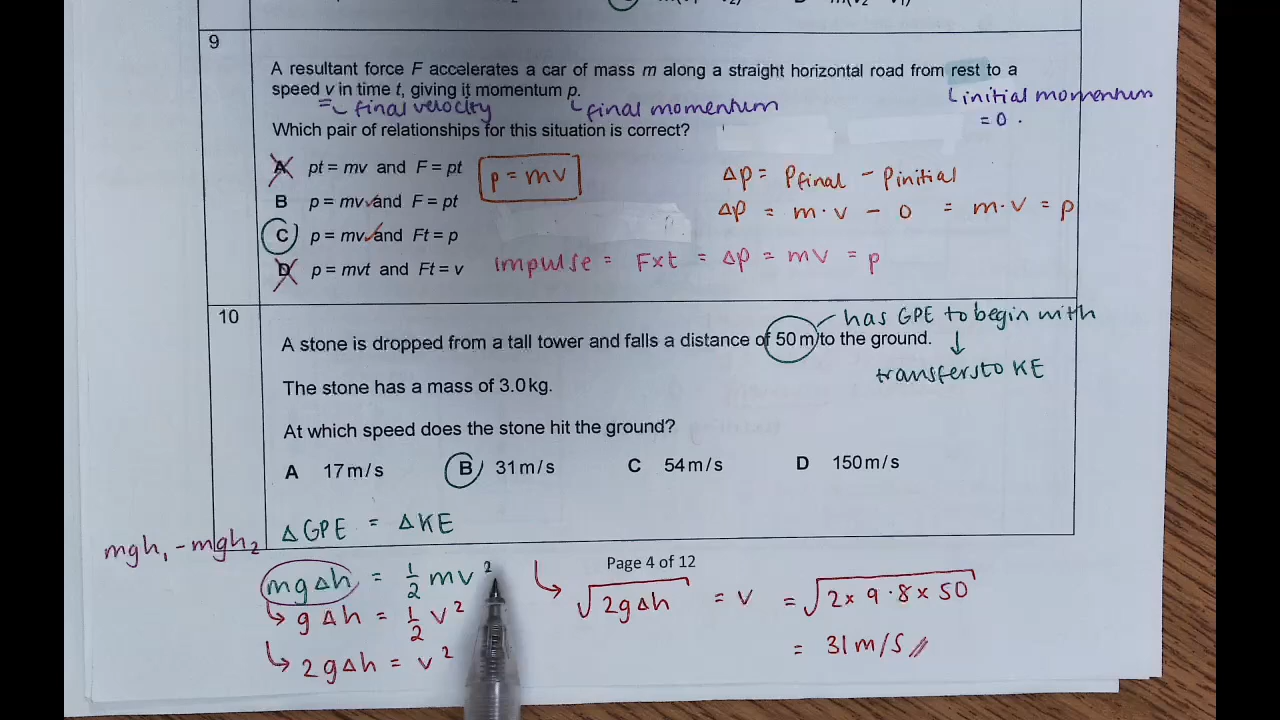 9
A resultant force F accelerates a car of mass m along a straight horizontal road from rest to a
speed v in time t, giving it momentum p.
= final velocity
final momentum
initial momentum
= 0.
Which pair of relationships for this situation is correct?
A pt = mv and F = pt
B p = mv ✓ and F = pt
C p = mv ✓ and Ft = p
D p = mvt and Ft = v
p = mv
Δp = Pfinal - Pinitial
Δp = m·v - 0 = m·v = p
impulse = F×t = Δp = mv = p
10
has GPE to begin with
↓
transfers to KE
A stone is dropped from a tall tower and falls a distance of 50 m to the ground.
The stone has a mass of 3.0 kg.
At which speed does the stone hit the ground?
A 17 m/s B 31 m/s C 54 m/s D 150 m/s
ΔGPE = ΔKE
mgh₁ - mgh₂
Page 4 of 12
mgΔh = 1/2 mv²
↳ gΔh = 1/2 v²
↳ 2gΔh = v²
↳ √2gΔh = v = √2×9.8×50
= 31 m/s //